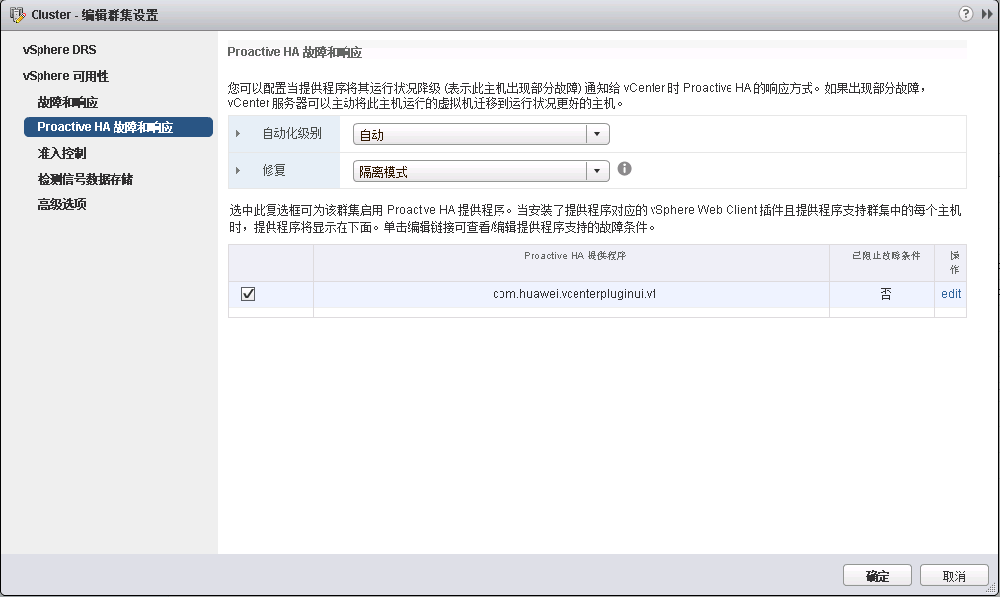 Cluster - 编辑群集设置
vSphere DRS
vSphere 可用性
故障和响应
Proactive HA 故障和响应
准入控制
检测信号数据存储
高级选项
Proactive HA 故障和响应
您可以配置当提供程序将其运行状况降级 (表示此主机出现部分故障) 通知给 vCenter 时 Proactive HA 的响应方式。如果出现部分故障，
vCenter 服务器可以主动将此主机运行的虚拟机迁移到运行状况更好的主机。
自动化级别 自动
修复 隔离模式
选中此复选框可为该群集启用 Proactive HA 提供程序。当安装了提供程序对应的 vSphere Web Client 插件且提供程序支持群集中的每个主机
时，提供程序将显示在下面。单击编辑链接可查看/编辑提供程序支持的故障条件。
Proactive HA 提供程序 已阻止故障条件 操
作
com.huawei.vcenterpluginui.v1 否 edit
确定 取消